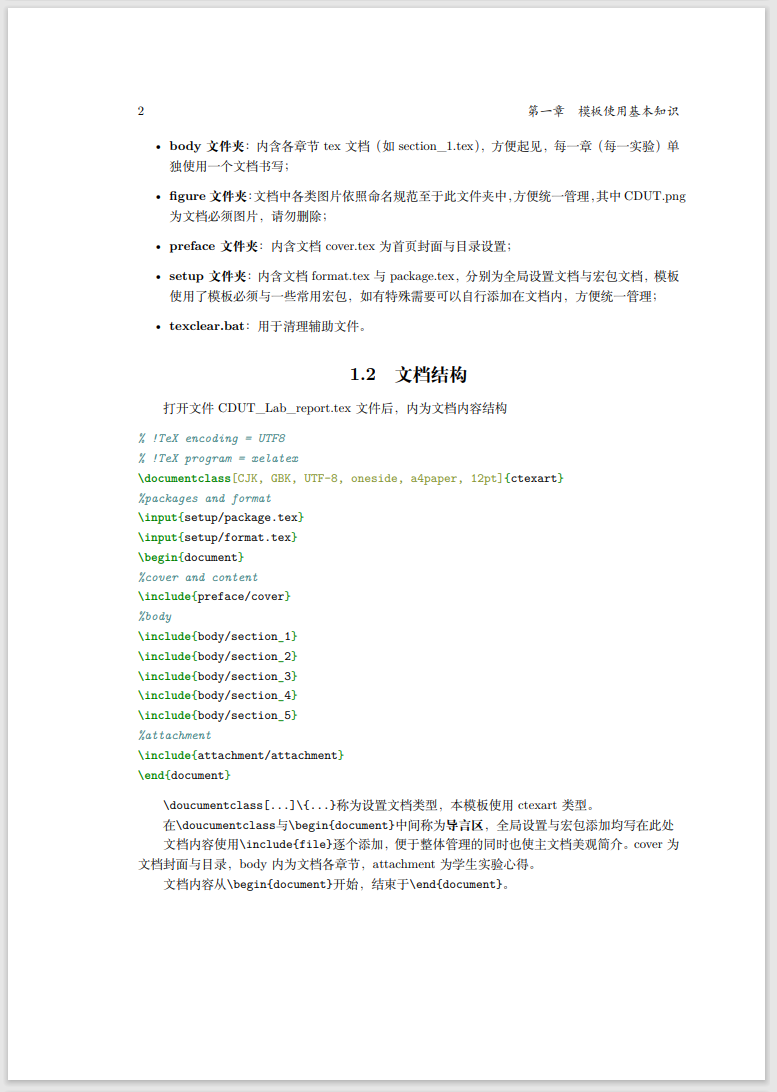 2 第一章 模板使用基本知识
• body 文件夹：内含各章节 tex 文档（如 section_1.tex），方便起见，每一章（每一实验）单
独使用一个文档书写；
• figure 文件夹：文档中各类图片依照命名规范至于此文件夹中，方便统一管理，其中 CDUT.png
为文档必须图片，请勿删除；
• preface 文件夹：内含文档 cover.tex 为首页封面与目录设置；
• setup 文件夹：内含文档 format.tex 与 package.tex，分别为全局设置文档与宏包文档，模板
使用了模板必须与一些常用宏包，如有特殊需要可以自行添加在文档内，方便统一管理；
• texclear.bat：用于清理辅助文件。
1.2 文档结构
打开文件 CDUT_Lab_report.tex 文件后，内为文档内容结构
% !TeX encoding = UTF8
% !TeX program = xelatex
\documentclass[CJK, GBK, UTF-8, oneside, a4paper, 12pt]{ctexart}
%packages and format
\input{setup/package.tex}
\input{setup/format.tex}
\begin{document}
%cover and content
\include{preface/cover}
%body
\include{body/section_1}
\include{body/section_2}
\include{body/section_3}
\include{body/section_4}
\include{body/section_5}
%attachment
\include{attachment/attachment}
\end{document}
\doucumentclass[...]\{...}称为设置文档类型，本模板使用 ctexart 类型。
在\doucumentclass与\begin{document}中间称为导言区，全局设置与宏包添加均写在此处
文档内容使用\include{file}逐个添加，便于整体管理的同时也使主文档美观简介。cover 为
文档封面与目录，body 内为文档各章节，attachment 为学生实验心得。
文档内容从\begin{document}开始，结束于\end{document}。